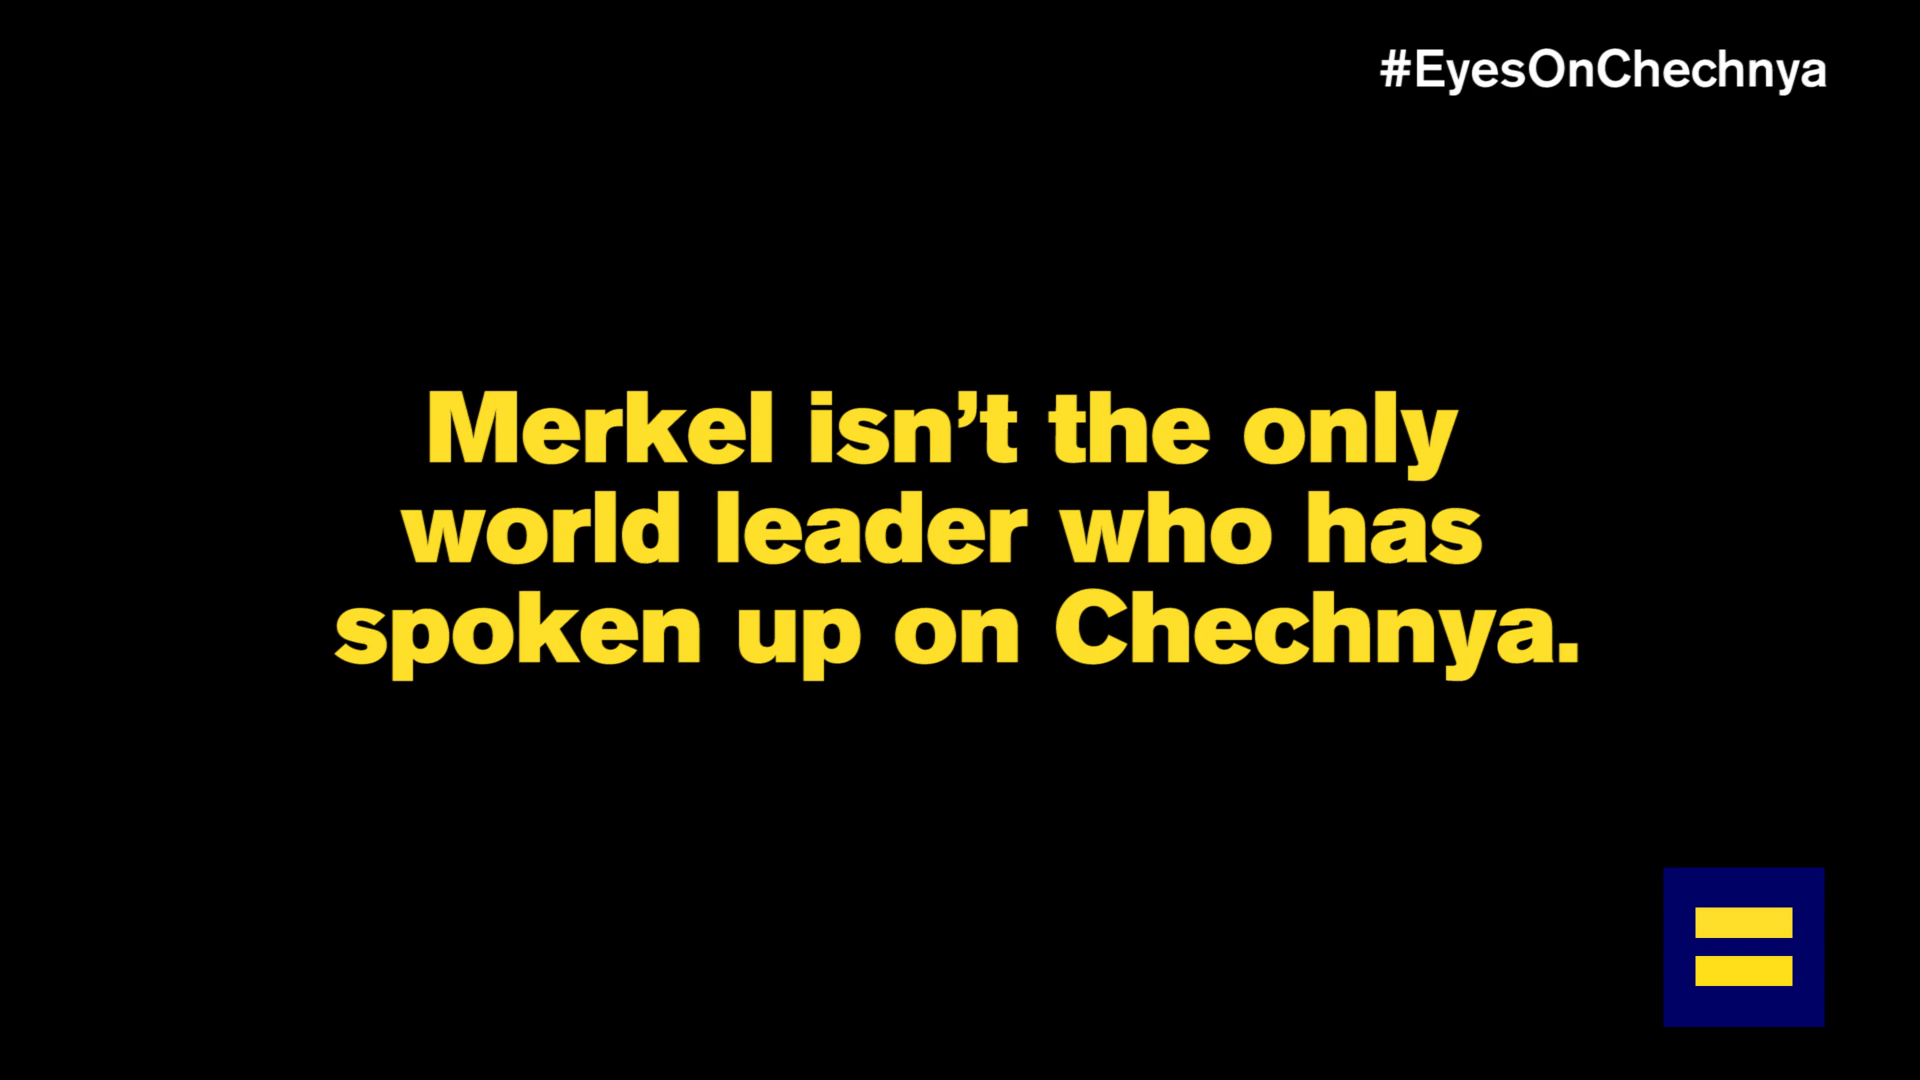 #EyesOnChechnya
Merkel isn’t the only
world leader who has
spoken up on Chechnya.